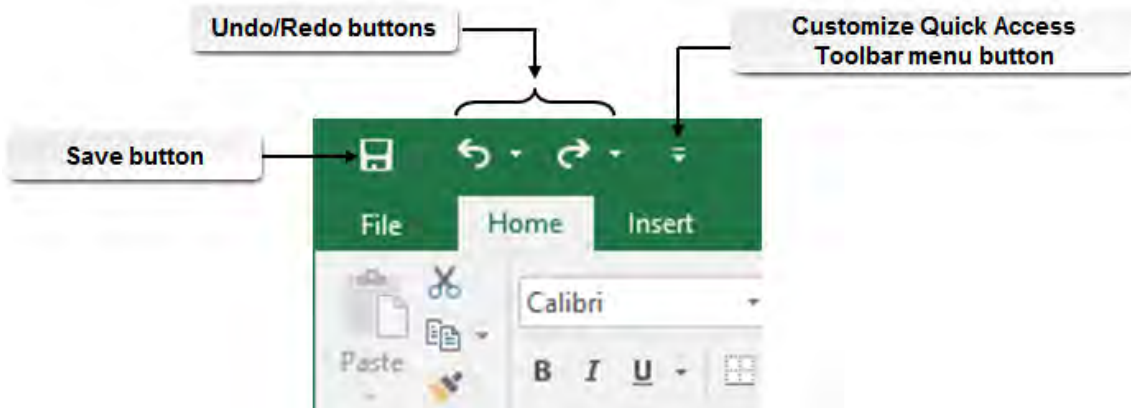 Undo/Redo buttons
Customize Quick Access
Toolbar menu button
Save button
File
Home
Insert
Calibri
Paste
B I U